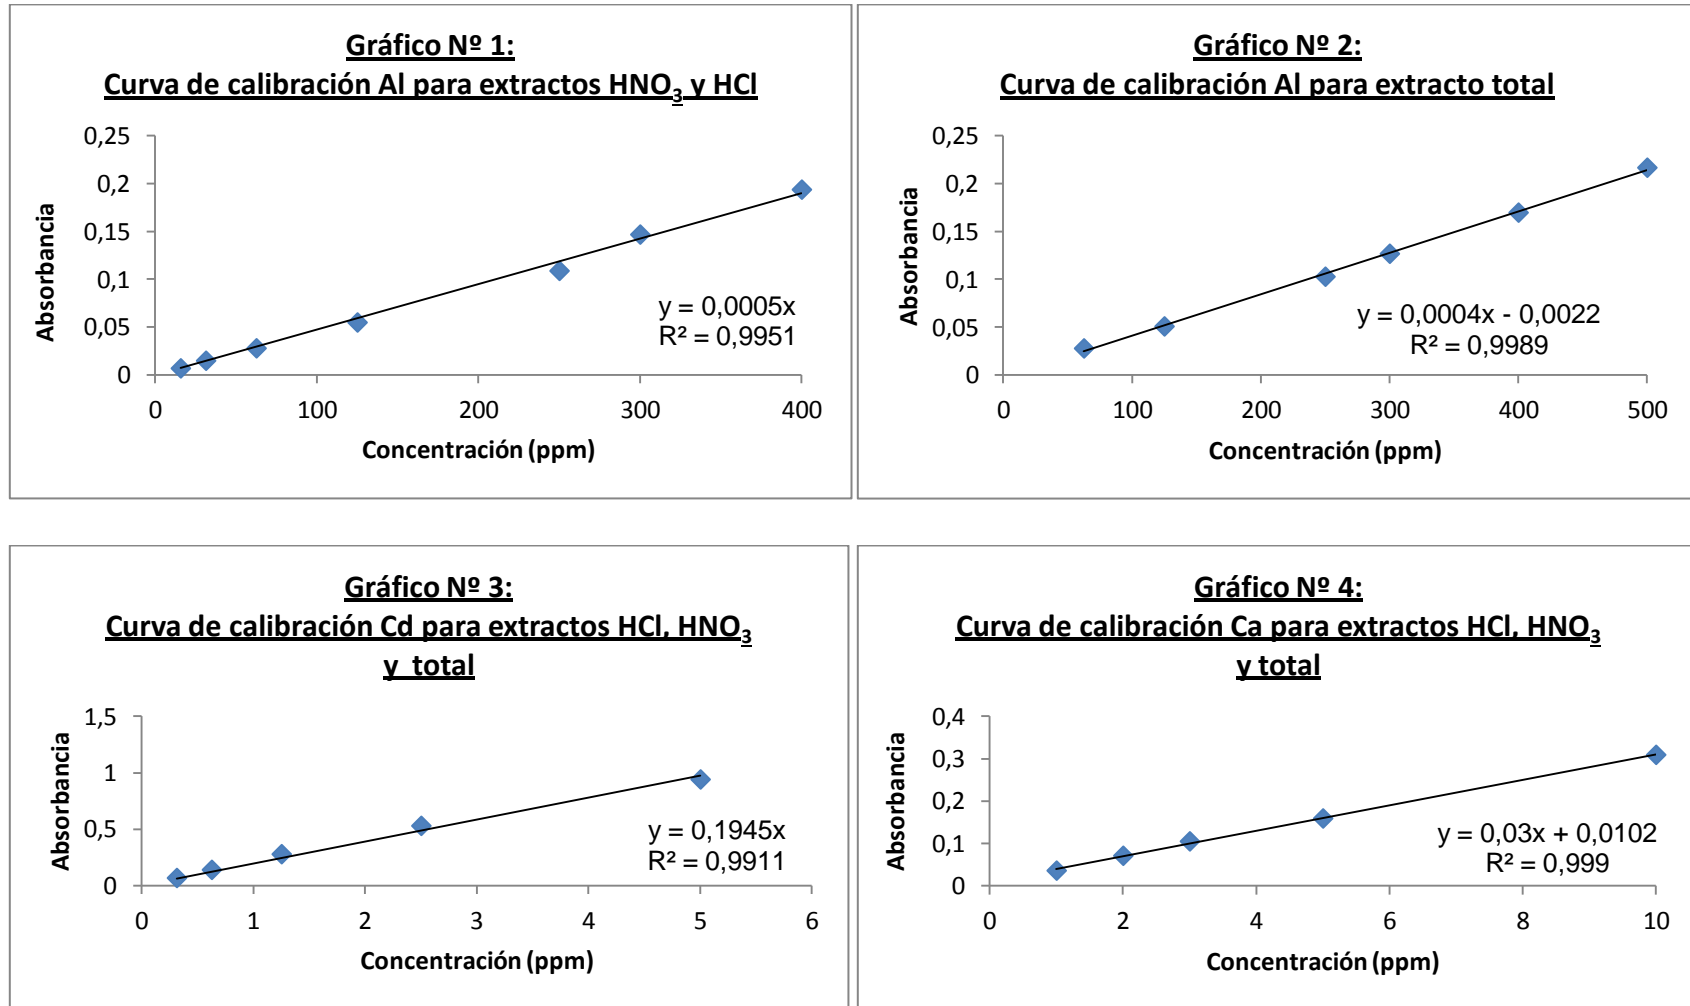 Gráfico Nº 1:
Curva de calibración Al para extractos HNO₃ y HCl
0,25
0,2
0,15
0,1
0,05
0
Absorbancia
y = 0,0005x
R² = 0,9951
0 100 200 300 400
Concentración (ppm)
Gráfico Nº 2:
Curva de calibración Al para extracto total
0,25
0,2
0,15
0,1
0,05
0
Absorbancia
y = 0,0004x - 0,0022
R² = 0,9989
0 100 200 300 400 500
Concentración (ppm)
Gráfico Nº 3:
Curva de calibración Cd para extractos HCl, HNO₃
y total
1,5
1
0,5
0
Absorbancia
y = 0,1945x
R² = 0,9911
0 1 2 3 4 5 6
Concentración (ppm)
Gráfico Nº 4:
Curva de calibración Ca para extractos HCl, HNO₃
y total
0,4
0,3
0,2
0,1
0
Absorbancia
y = 0,03x + 0,0102
R² = 0,999
0 2 4 6 8 10
Concentración (ppm)